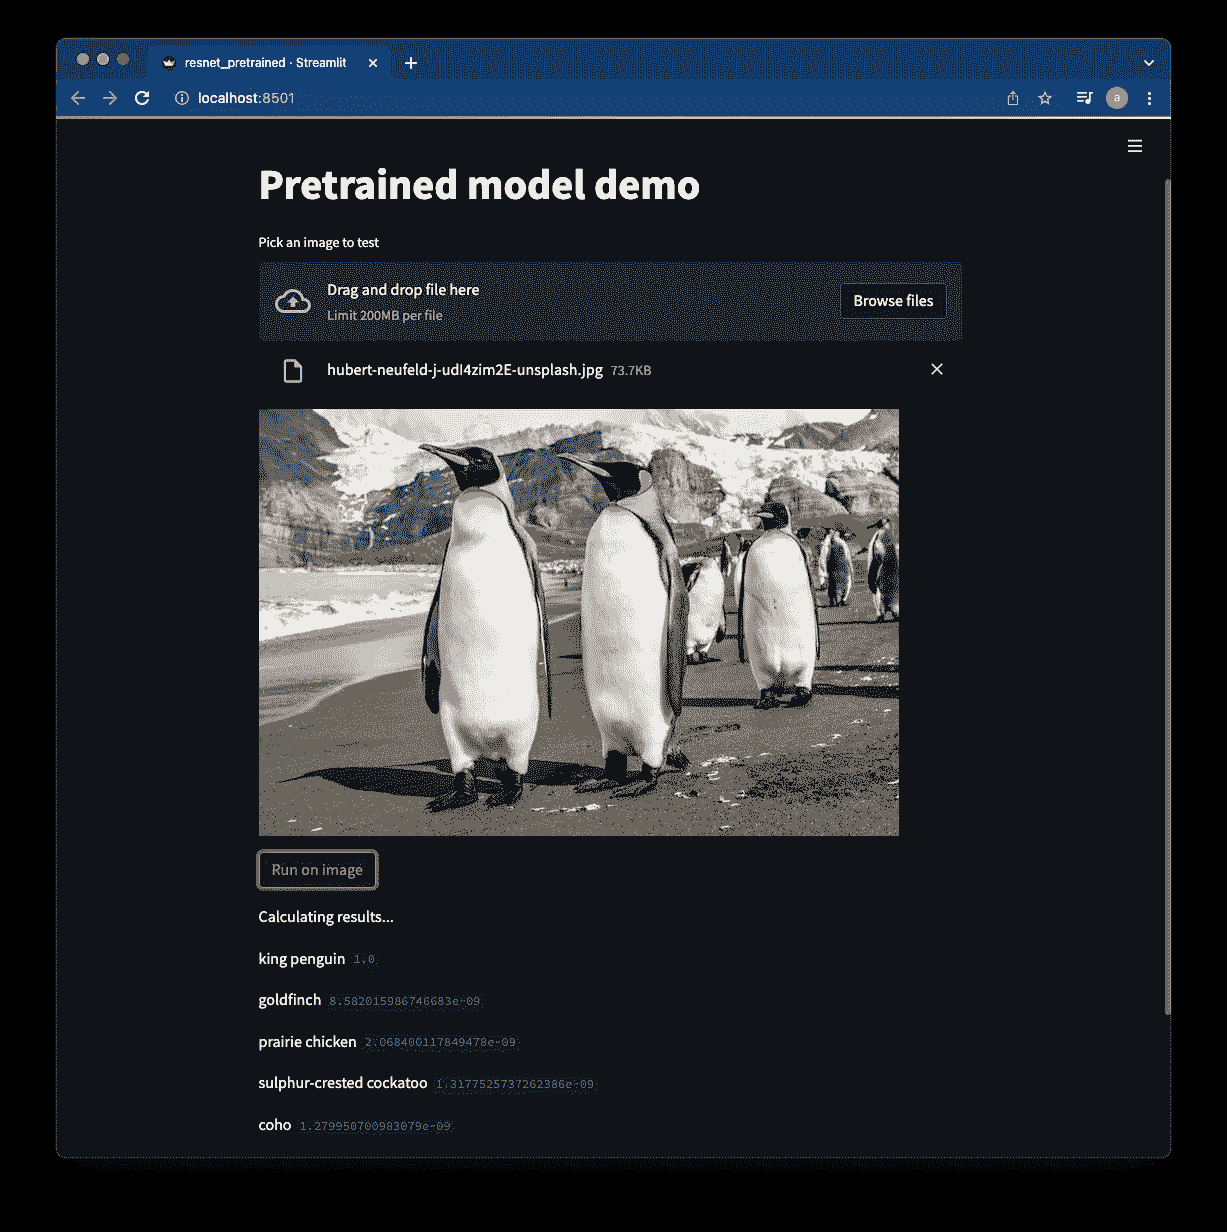 resnet_pretrained · Streamlit
localhost:8501
a
Pretrained model demo
Pick an image to test
Drag and drop file here
Limit 200MB per file
Browse files
hubert-neufeld-j-udI4zim2E-unsplash.jpg 73.7KB
Run on image
Calculating results...
king penguin 1.0
goldfinch 8.582015986746683e-09
prairie chicken 2.068400117849478e-09
sulphur-crested cockatoo 1.3177525737262386e-09
coho 1.279950700983079e-09